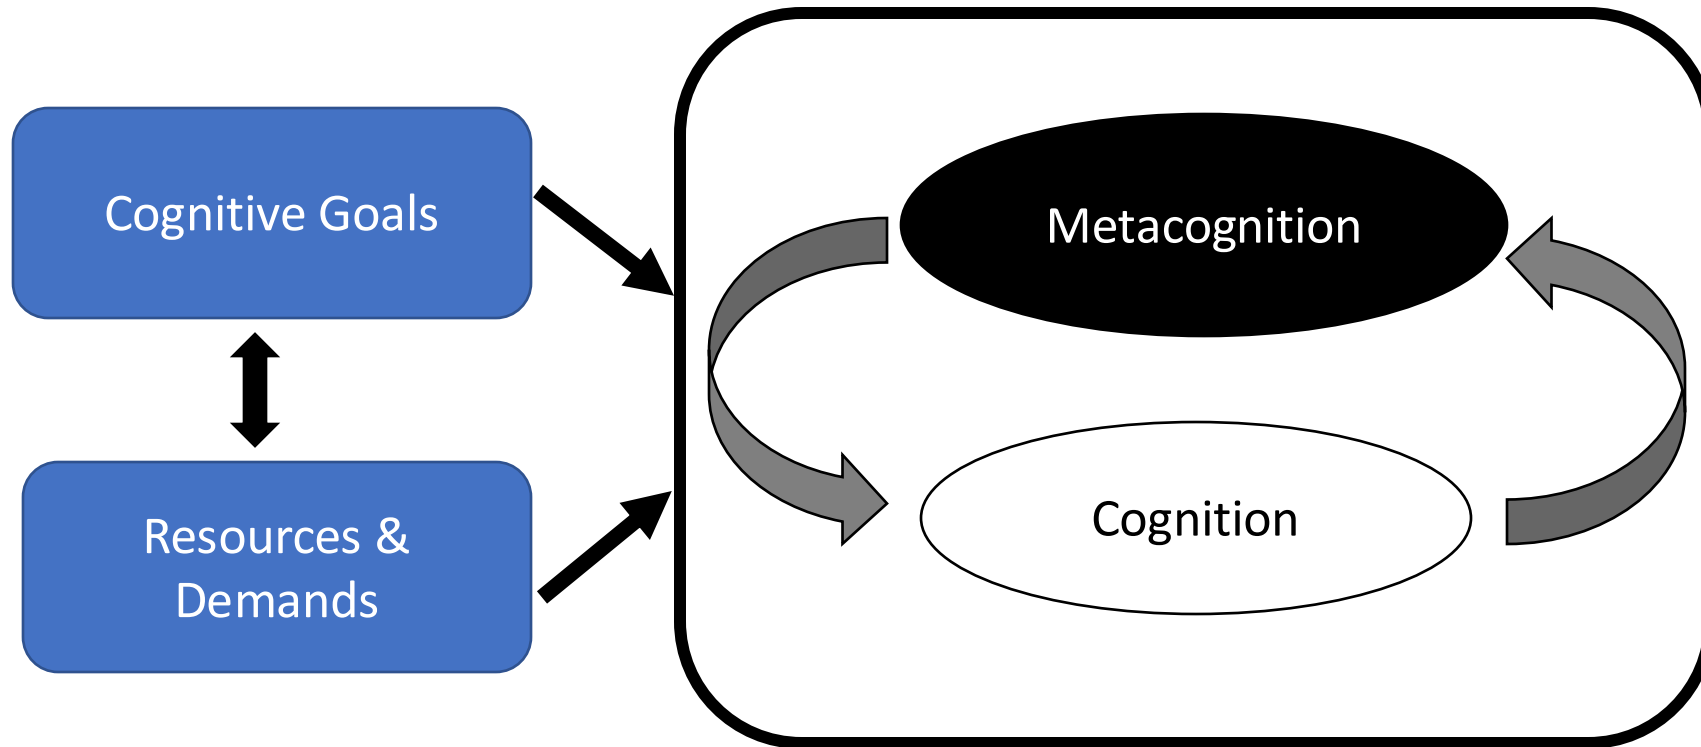 Cognitive Goals
Metacognition
Resources &
Demands
Cognition